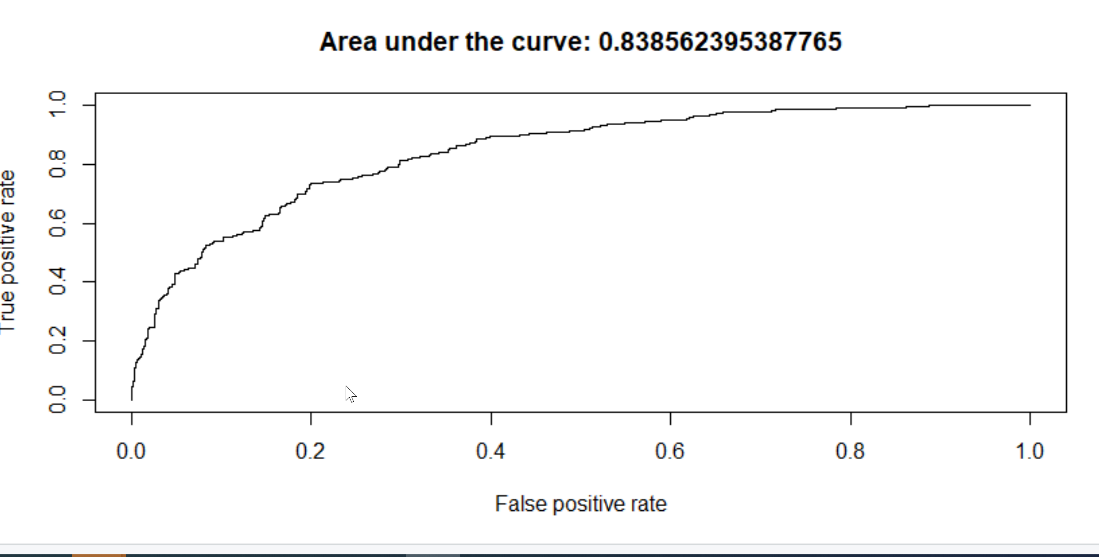 Area under the curve: 0.838562395387765
True positive rate
1.0
0.8
0.6
0.4
0.2
0.0
0.0 0.2 0.4 0.6 0.8 1.0
False positive rate